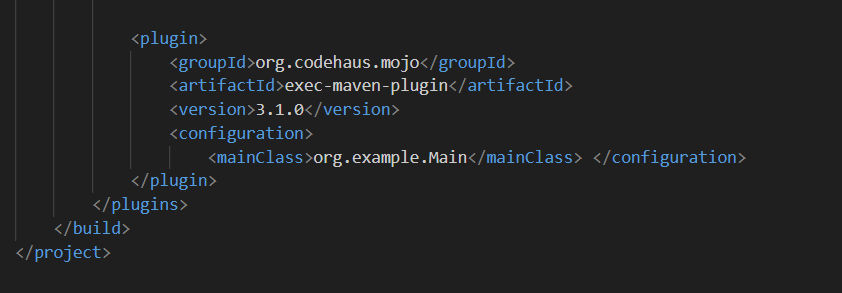 <plugin>
<groupId>org.codehaus.mojo</groupId>
<artifactId>exec-maven-plugin</artifactId>
<version>3.1.0</version>
<configuration>
<mainClass>org.example.Main</mainClass> </configuration>
</plugin>
</plugins>
</build>
</project>